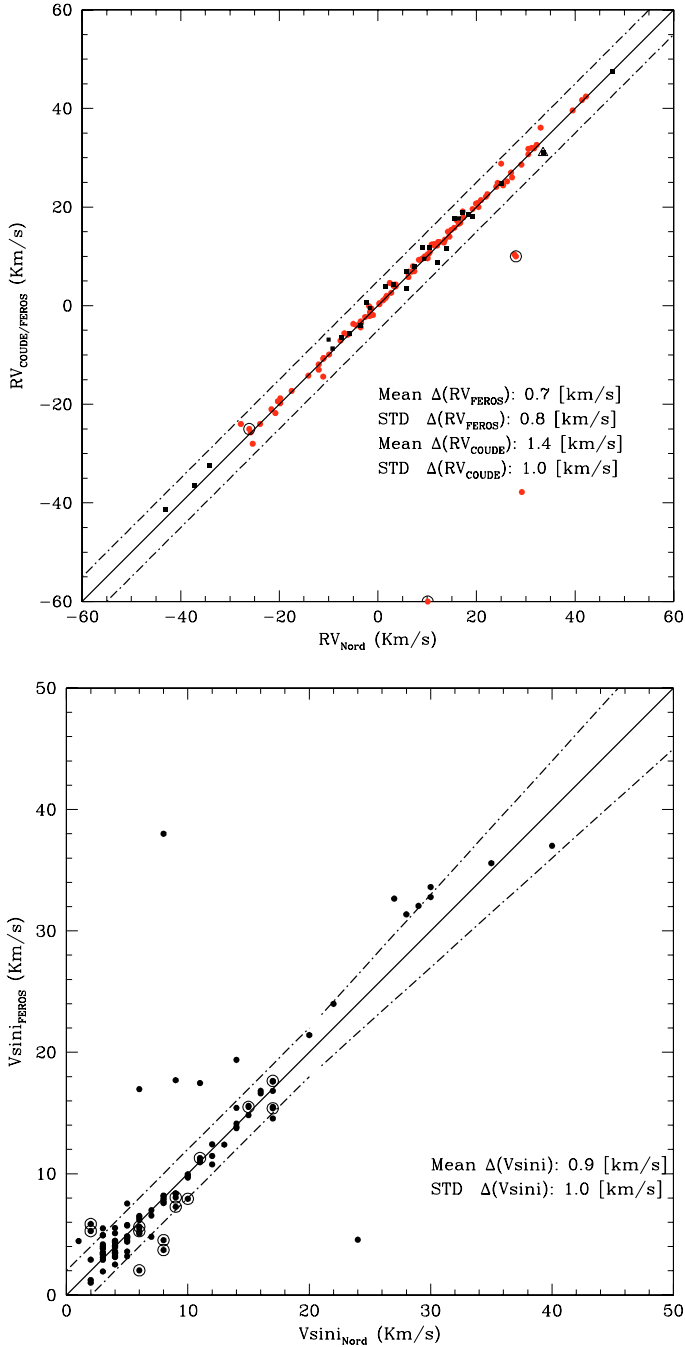 60
40
20
0
−20
−40
−60
RV_COUDE/FEROS (Km/s)
Mean Δ(RV_FEROS): 0.7 [km/s]
STD Δ(RV_FEROS): 0.8 [km/s]
Mean Δ(RV_COUDE): 1.4 [km/s]
STD Δ(RV_COUDE): 1.0 [km/s]
−60 −40 −20 0 20 40 60
RV_Nord (Km/s)
50
40
30
20
10
0
Vsini_FEROS (Km/s)
Mean Δ(Vsini): 0.9 [km/s]
STD Δ(Vsini): 1.0 [km/s]
0 10 20 30 40 50
Vsini_Nord (Km/s)